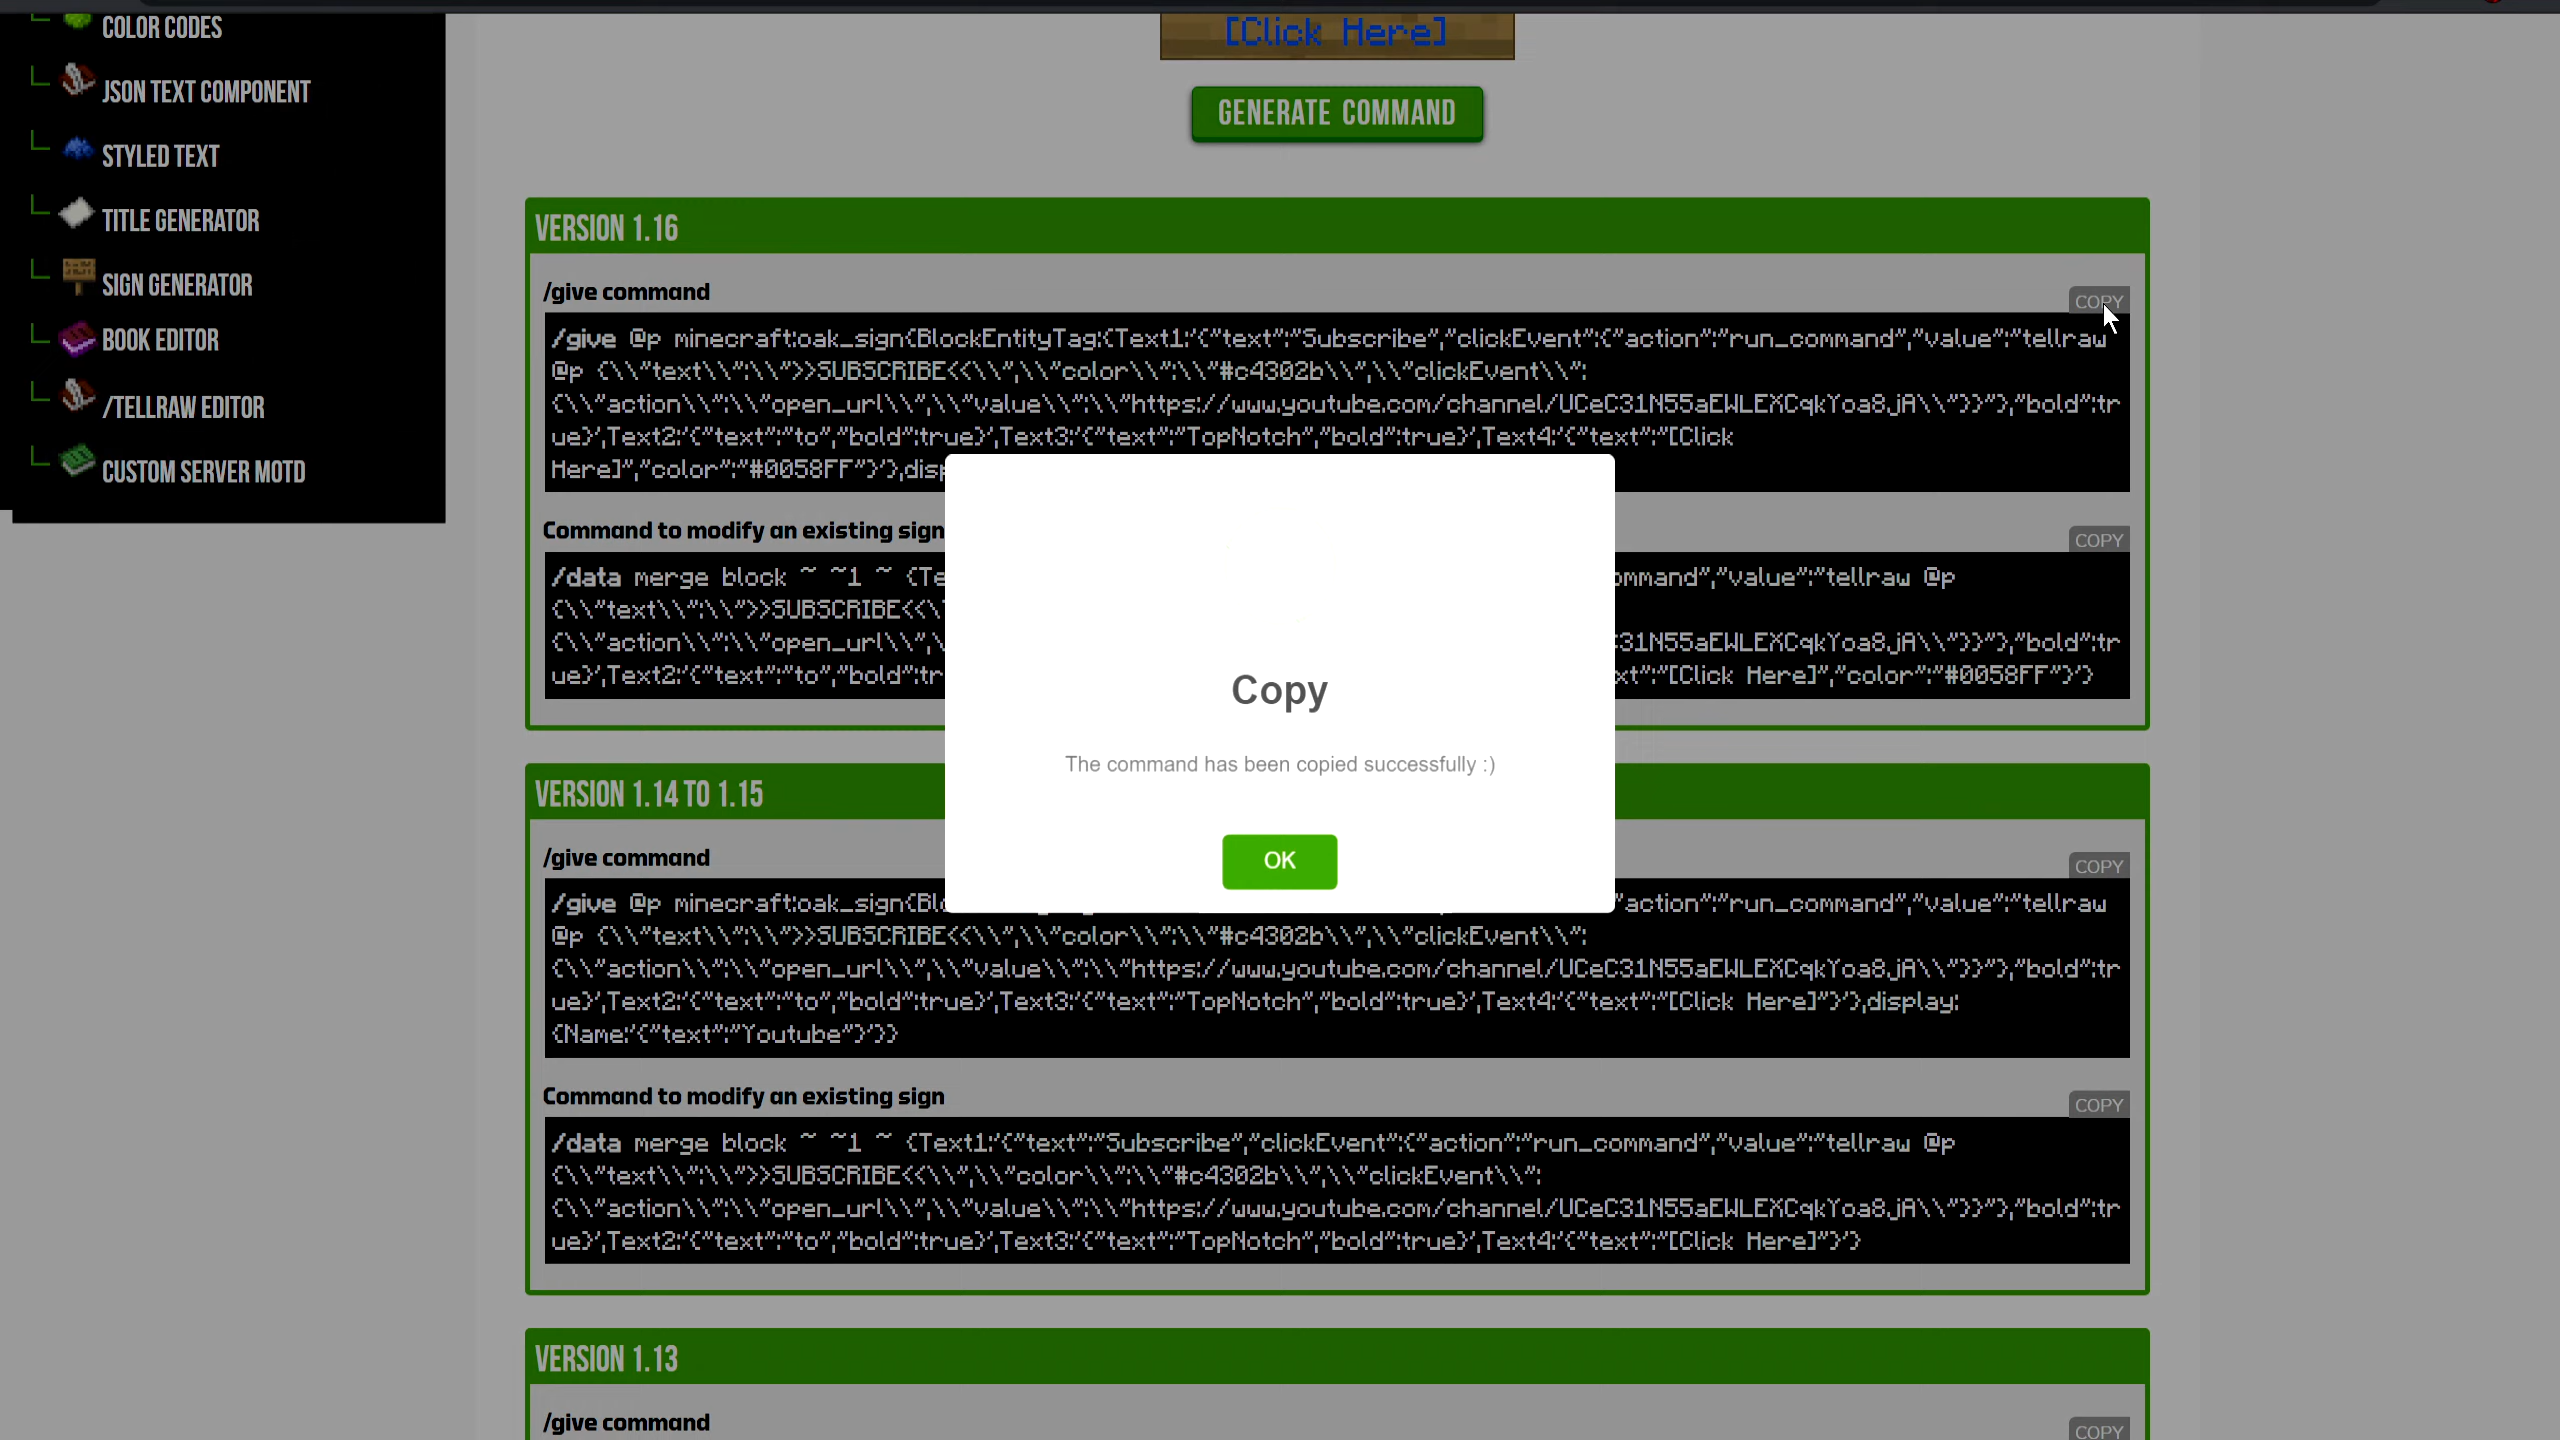 COLOR CODES
JSON TEXT COMPONENT
STYLED TEXT
TITLE GENERATOR
SIGN GENERATOR
BOOK EDITOR
/TELLRAW EDITOR
CUSTOM SERVER MOTD
[Click Here]
GENERATE COMMAND
VERSION 1.16
/give command
COPY
/give @p minecraft:oak_sign{BlockEntityTag:{Text1:'{"text":"Subscribe","clickEvent":{"action":"run_command","value":"tellraw
@p {\\"text\\":\\">>SUBSCRIBE<<\\",\\"color\\":\\"#c4302b\\",\\"clickEvent\\":
{\\"action\\":\\"open_url\\",\\"value\\":\\"https://www.youtube.com/channel/UCeC31N55aEWLEXCqkYoa8jA\\"}}"},"bold":tr
ue}',Text2:'{"text":"to","bold":true}',Text3:'{"text":"TopNotch","bold":true}',Text4:'{"text":"[Click
Here]","color":"#0058FF"}'},disp
Command to modify an existing sign
COPY
/data merge block ~ ~1 ~ {Te ommand","value":"tellraw @p
{\\"text\\":\\">>SUBSCRIBE<<\
{\\"action\\":\\"open_url\\",\ C31N55aEWLEXCqkYoa8jA\\"}}"},"bold":tr
ue}',Text2:'{"text":"to","bold":tr xt":"[Click Here]","color":"#0058FF"}'}
Copy
The command has been copied successfully :)
OK
VERSION 1.14 TO 1.15
/give command
COPY
/give @p minecraft:oak_sign{Blo "action":"run_command","value":"tellraw
@p {\\"text\\":\\">>SUBSCRIBE<<\\",\\"color\\":\\"#c4302b\\",\\"clickEvent\\":
{\\"action\\":\\"open_url\\",\\"value\\":\\"https://www.youtube.com/channel/UCeC31N55aEWLEXCqkYoa8jA\\"}}"},"bold":tr
ue}',Text2:'{"text":"to","bold":true}',Text3:'{"text":"TopNotch","bold":true}',Text4:'{"text":"[Click Here]"}'},display:
{Name:'{"text":"Youtube"}'}}
Command to modify an existing sign
COPY
/data merge block ~ ~1 ~ {Text1:'{"text":"Subscribe","clickEvent":{"action":"run_command","value":"tellraw @p
{\\"text\\":\\">>SUBSCRIBE<<\\",\\"color\\":\\"#c4302b\\",\\"clickEvent\\":
{\\"action\\":\\"open_url\\",\\"value\\":\\"https://www.youtube.com/channel/UCeC31N55aEWLEXCqkYoa8jA\\"}}"},"bold":tr
ue}',Text2:'{"text":"to","bold":true}',Text3:'{"text":"TopNotch","bold":true}',Text4:'{"text":"[Click Here]"}'}
VERSION 1.13
/give command
COPY